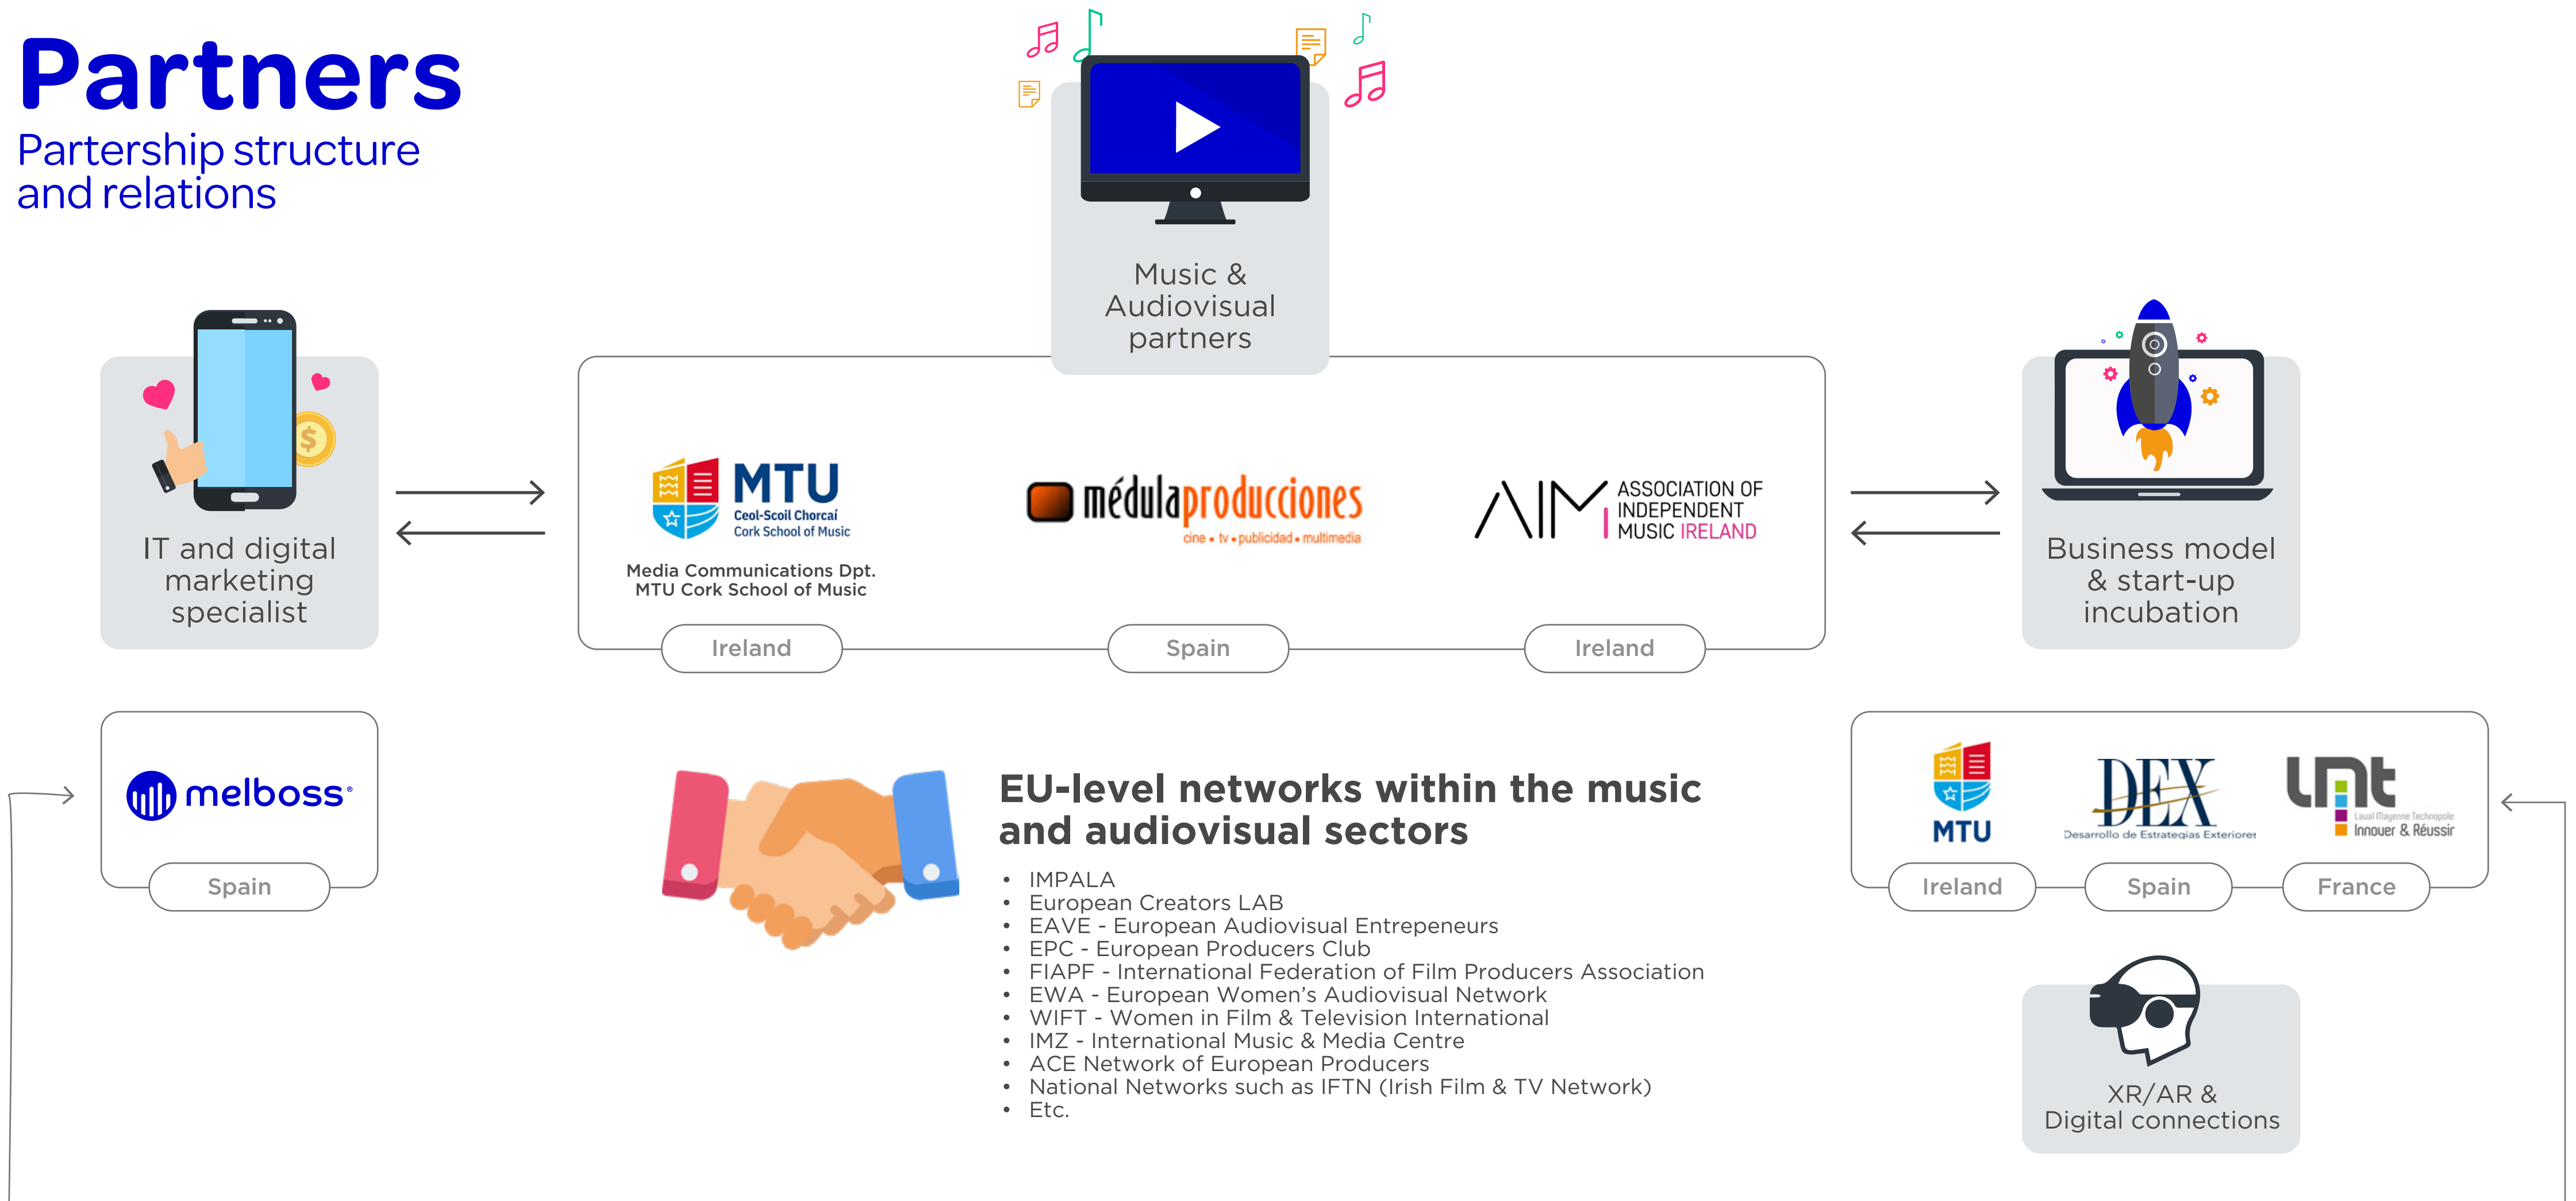 Partners
Partership structure
and relations
Music &
Audiovisual
partners
IT and digital
marketing
specialist
MTU
Ceol-Scoil Chorcaí
Cork School of Music
Media Communications Dpt.
MTU Cork School of Music
médulaproducciones
cine • tv • publicidad • multimedia
AIM
ASSOCIATION OF
INDEPENDENT
MUSIC IRELAND
Ireland
Spain
Ireland
Business model
& start-up
incubation
melboss®
Spain
EU-level networks within the music
and audiovisual sectors
• IMPALA
• European Creators LAB
• EAVE - European Audiovisual Entrepeneurs
• EPC - European Producers Club
• FIAPF - International Federation of Film Producers Association
• EWA - European Women's Audiovisual Network
• WIFT - Women in Film & Television International
• IMZ - International Music & Media Centre
• ACE Network of European Producers
• National Networks such as IFTN (Irish Film & TV Network)
• Etc.
MTU
DEX
Desarrollo de Estrategias Exteriores
LMT
Laval Mayenne Technopole
Innouer & Réussir
Ireland
Spain
France
XR/AR &
Digital connections